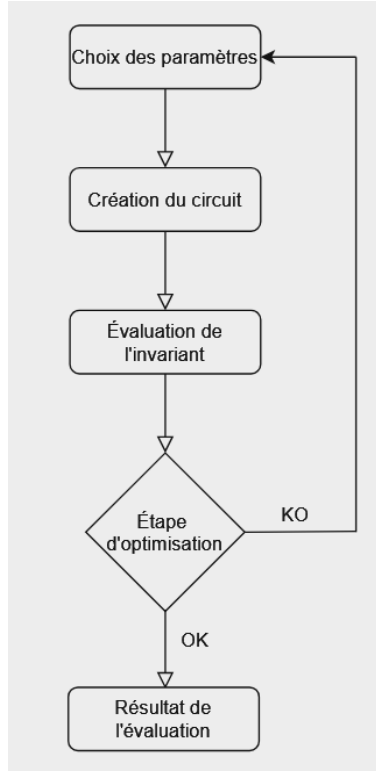 Choix des paramètres
Création du circuit
Évaluation de
l'invariant
Étape
d'optimisation
KO
OK
Résultat de
l'évaluation